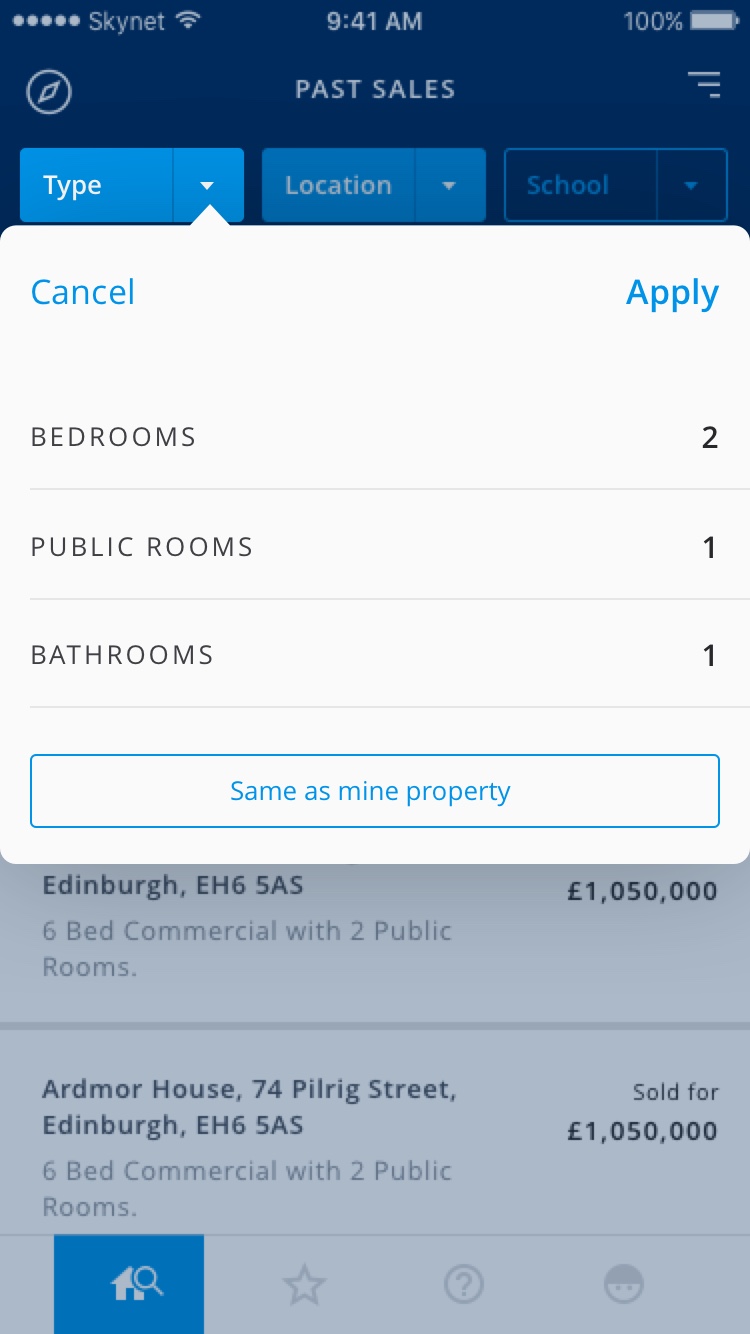 Skynet 9:41 AM 100%
PAST SALES
Type Location School
Cancel Apply
BEDROOMS 2
PUBLIC ROOMS 1
BATHROOMS 1
Same as mine property
Edinburgh, EH6 5AS £1,050,000
6 Bed Commercial with 2 Public
Rooms.
Ardmor House, 74 Pilrig Street, Sold for
Edinburgh, EH6 5AS £1,050,000
6 Bed Commercial with 2 Public
Rooms.